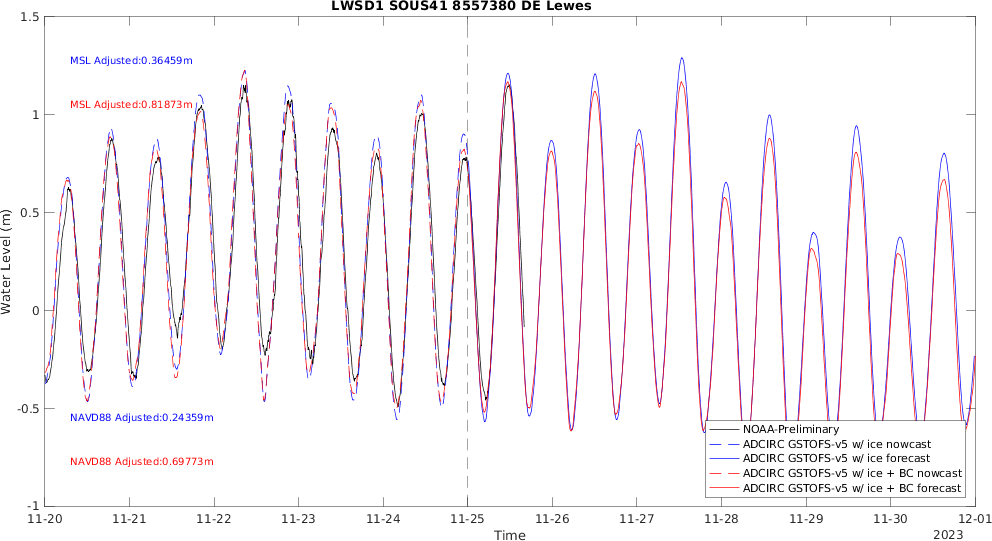 LWSD1 SOUS41 8557380 DE Lewes
1.5
MSL Adjusted:0.36459m
MSL Adjusted:0.81873m
1
0.5
Water Level (m)
0
-0.5
NAVD88 Adjusted:0.24359m
NAVD88 Adjusted:0.69773m
NOAA-Preliminary
ADCIRC GSTOFS-v5 w/ ice nowcast
ADCIRC GSTOFS-v5 w/ ice forecast
ADCIRC GSTOFS-v5 w/ ice + BC nowcast
ADCIRC GSTOFS-v5 w/ ice + BC forecast
-1
11-20 11-21 11-22 11-23 11-24 11-25 11-26 11-27 11-28 11-29 11-30 12-01
Time
2023